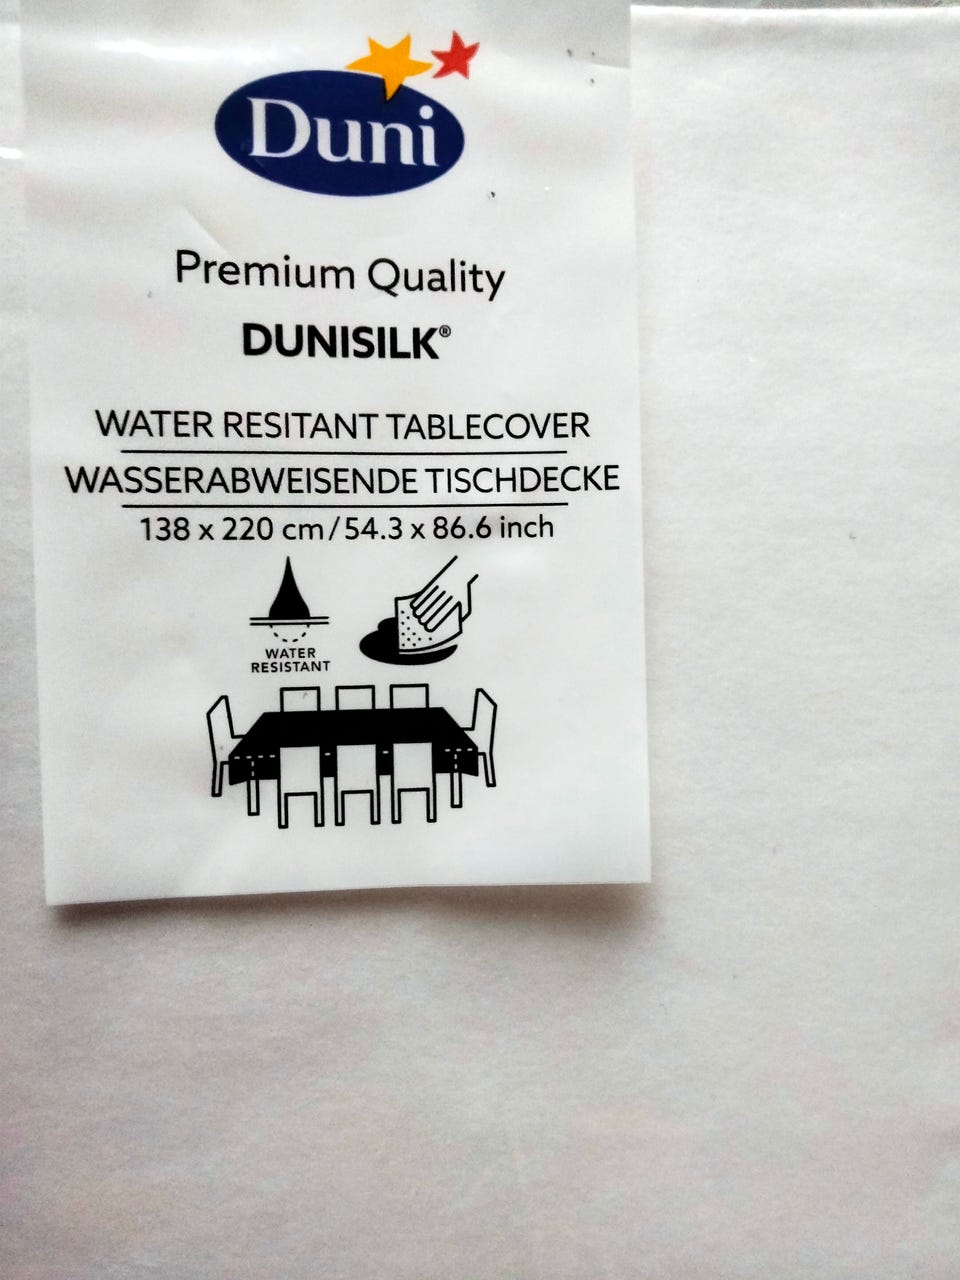 Duni
Premium Quality
DUNISILK®
WATER RESITANT TABLECOVER
WASSERABWEISENDE TISCHDECKE
138 x 220 cm/54.3 x 86.6 inch
WATER
RESISTANT